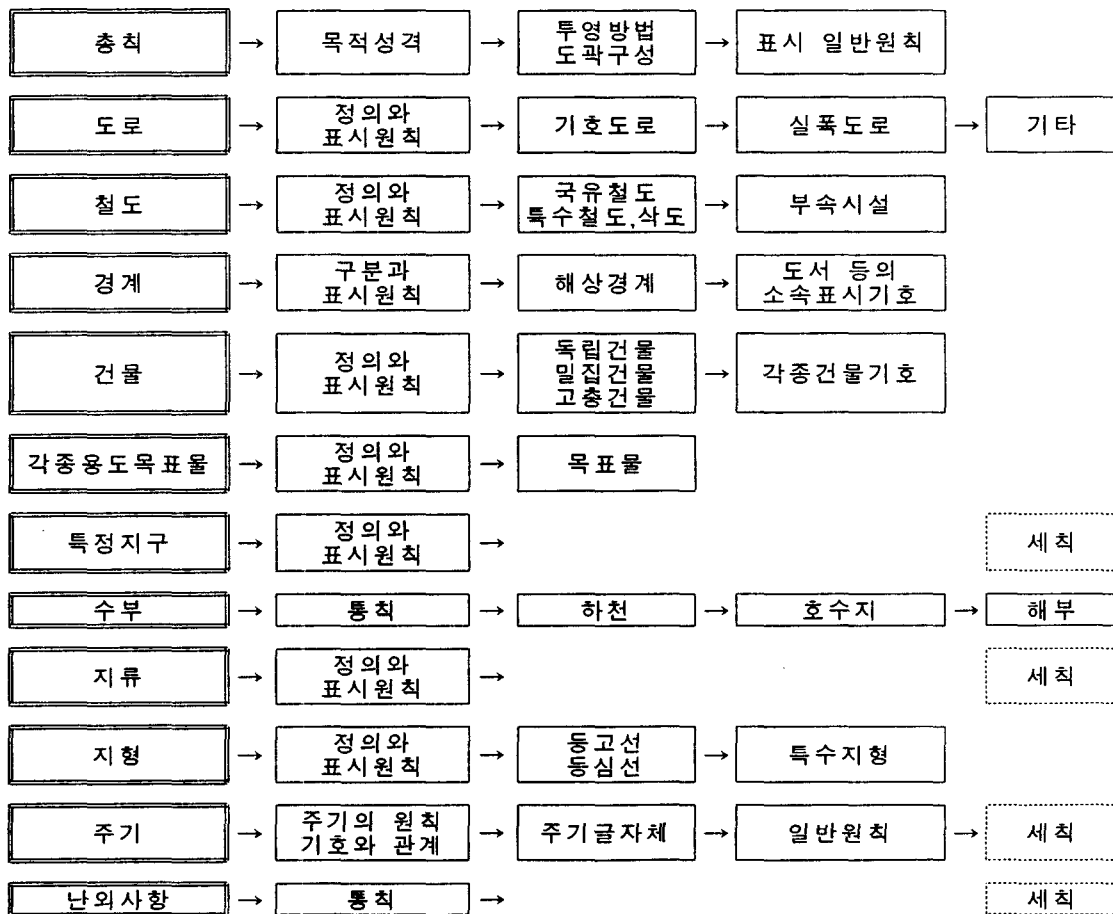 총칙 → 목적성격 → 투영방법 도곽구성 → 표시 일반원칙
도로 → 정의와 표시원칙 → 기호도로 → 실폭도로 → 기타
철도 → 정의와 표시원칙 → 국유철도 특수철도,삭도 → 부속시설
경계 → 구분과 표시원칙 → 해상경계 → 도서 등의 소속표시기호
건물 → 정의와 표시원칙 → 독립건물 밀집건물 고층건물 → 각종건물기호
각종용도목표물 → 정의와 표시원칙 → 목표물
특정지구 → 정의와 표시원칙 → 세칙
수부 → 통칙 → 하천 → 호수지 → 해부
지류 → 정의와 표시원칙 → 세칙
지형 → 정의와 표시원칙 → 등고선 등심선 → 특수지형
주기 → 주기의 원칙 기호와 관계 → 주기글자체 → 일반원칙 → 세칙
난외사항 → 통칙 → 세칙